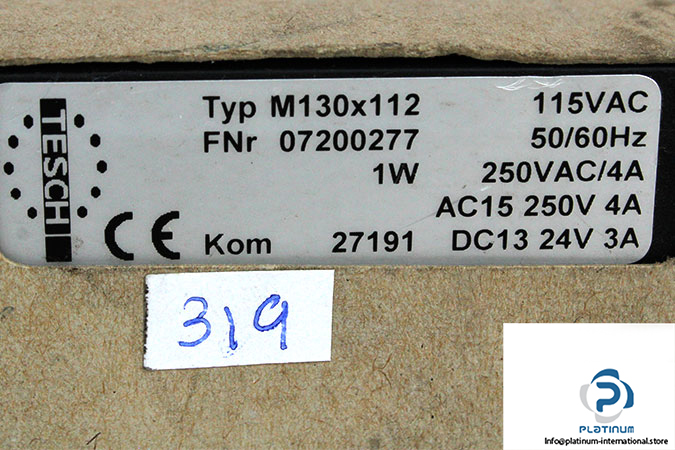 TESCH
Typ M130x112 115VAC
FNr 07200277 50/60Hz
1W 250VAC/4A
AC15 250V 4A
CE Kom 27191 DC13 24V 3A
319
PLATINUM
Info@platinum-international.store